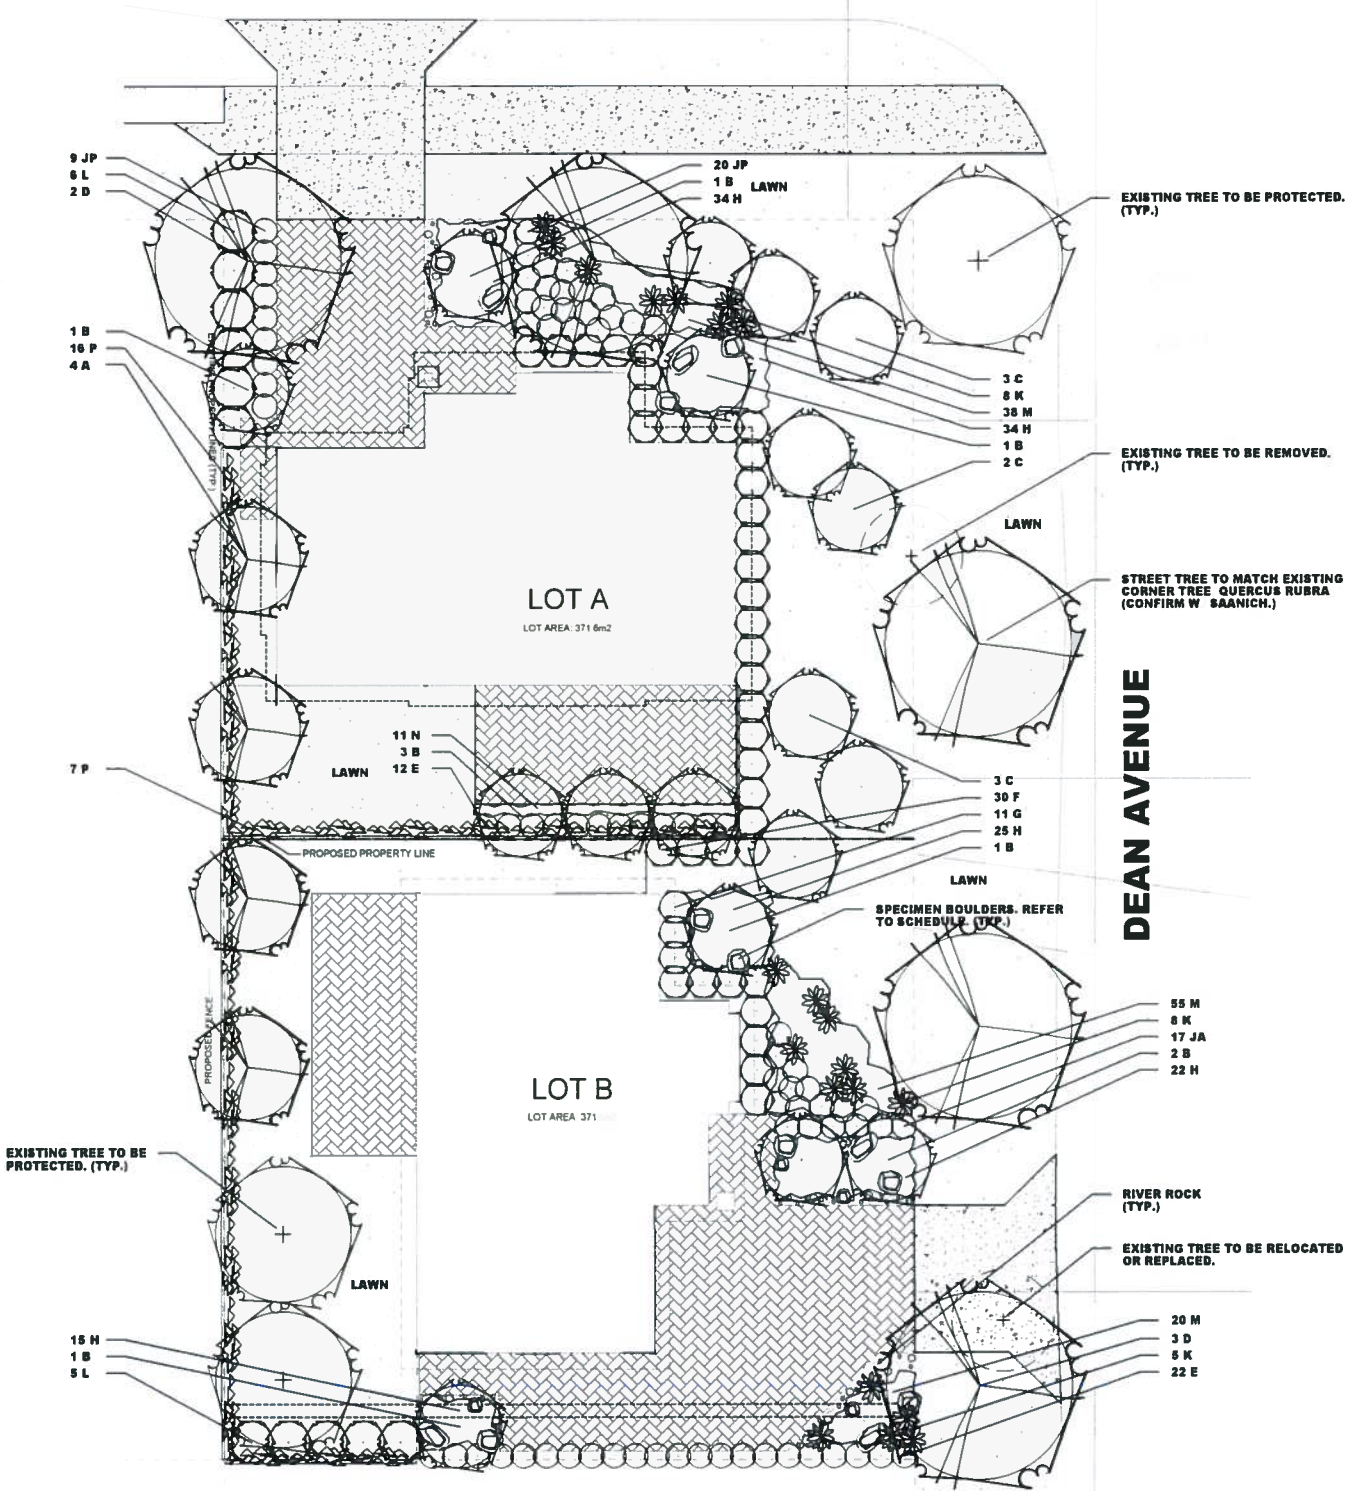 9 JP
6 L
2 D
20 JP
1 B
34 H
LAWN
EXISTING TREE TO BE PROTECTED.
(TYP.)
1 B
16 P
4 A
3 C
8 K
38 M
34 H
1 B
2 C
EXISTING TREE TO BE REMOVED.
(TYP.)
LAWN
STREET TREE TO MATCH EXISTING
CORNER TREE QUERCUS RUBRA
(CONFIRM W SAANICH.)
LOT A
LOT AREA: 371 6m2
DEAN AVENUE
11 N
3 B
12 E
LAWN
7 P
3 C
30 F
11 G
25 H
1 B
PROPOSED PROPERTY LINE
LAWN
SPECIMEN BOULDERS. REFER
TO SCHEDULE. (TYP.)
PROPOSED FENCE
55 M
8 K
17 JA
2 B
22 H
LOT B
LOT AREA 371
EXISTING TREE TO BE
PROTECTED. (TYP.)
RIVER ROCK
(TYP.)
EXISTING TREE TO BE RELOCATED
OR REPLACED.
LAWN
15 H
1 B
5 L
20 M
3 D
5 K
22 E